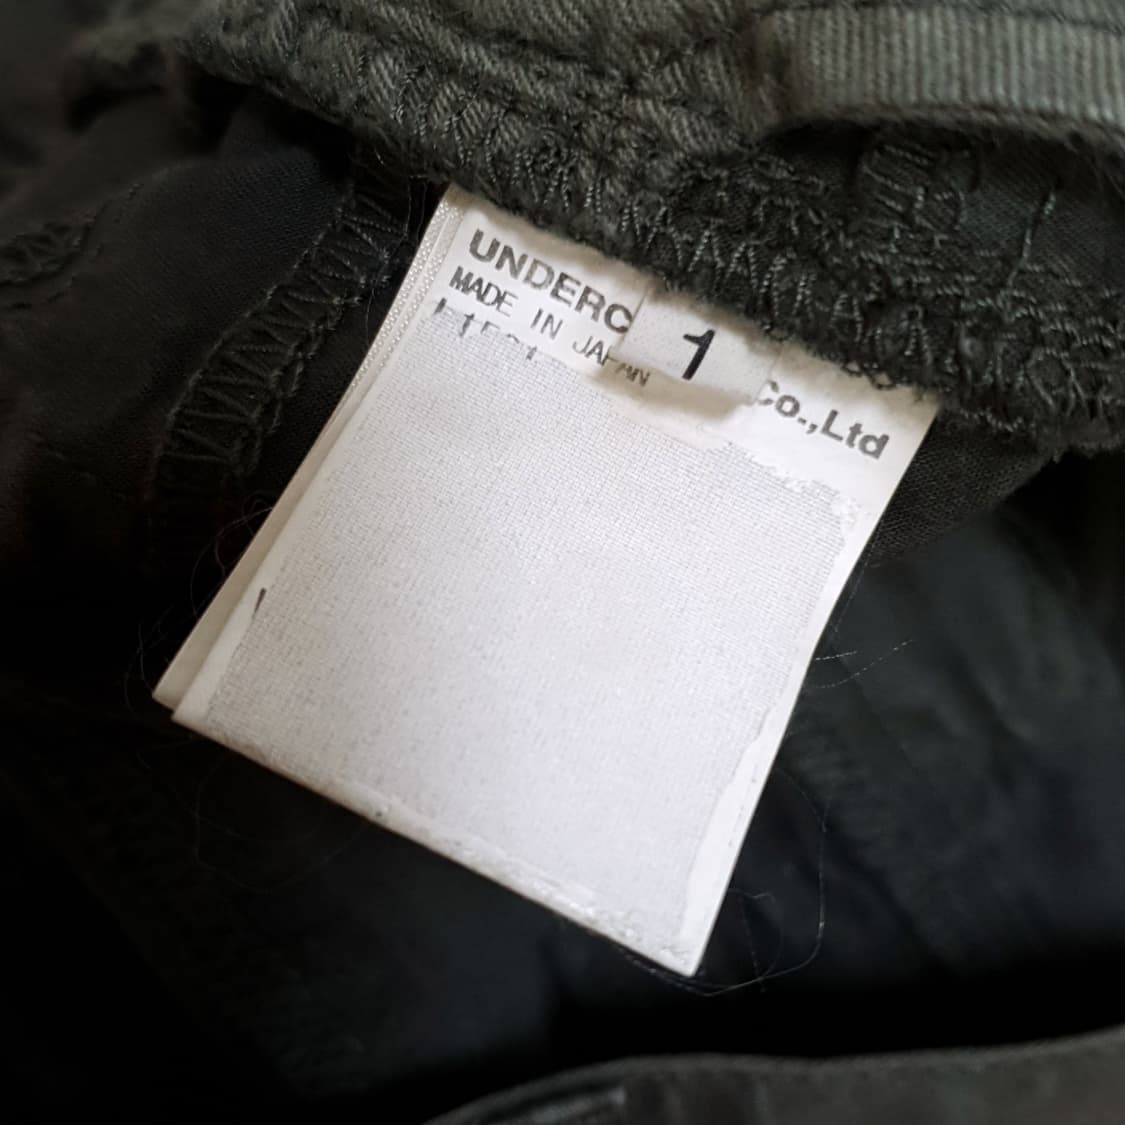 UNDERC Co.,Ltd
1
MADE IN JAPAN